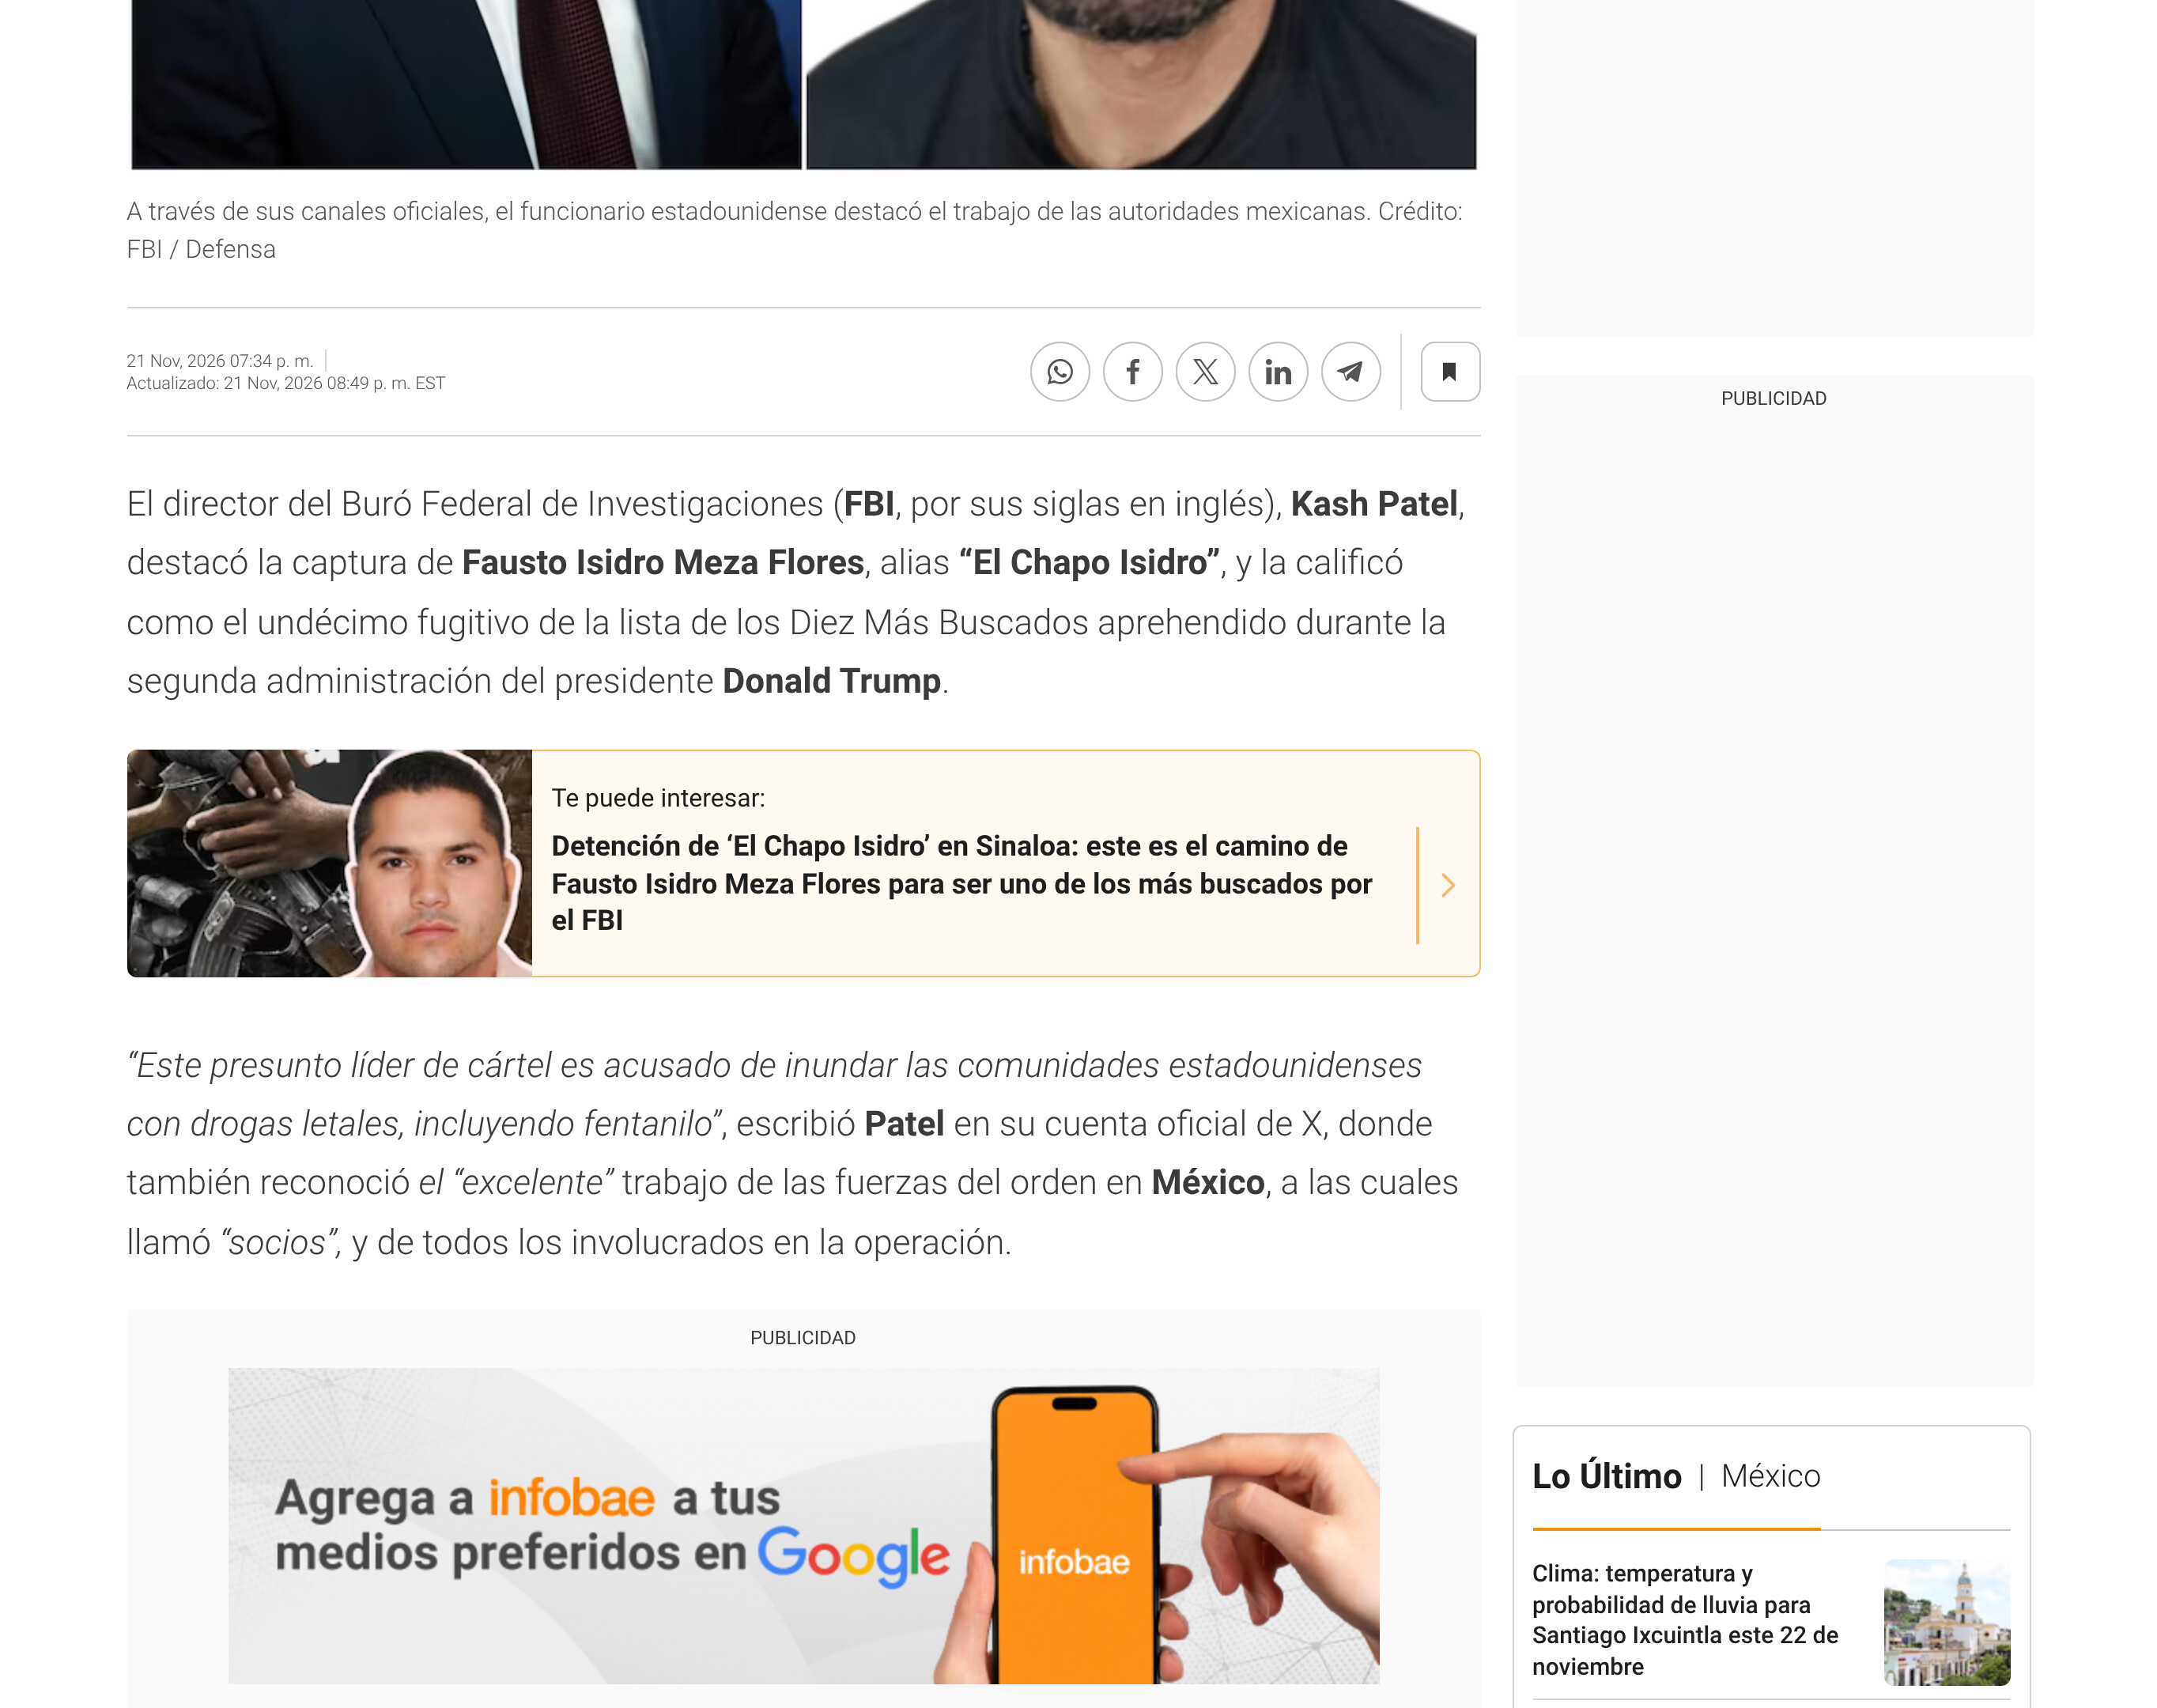 A través de sus canales oficiales, el funcionario estadounidense destacó el trabajo de las autoridades mexicanas. Crédito:
FBI / Defensa
21 Nov, 2026 07:34 p. m.
Actualizado: 21 Nov, 2026 08:49 p. m. EST
El director del Buró Federal de Investigaciones (FBI, por sus siglas en inglés), Kash Patel,
destacó la captura de Fausto Isidro Meza Flores, alias “El Chapo Isidro”, y la calificó
como el undécimo fugitivo de la lista de los Diez Más Buscados aprehendido durante la
segunda administración del presidente Donald Trump.
Te puede interesar:
Detención de ‘El Chapo Isidro’ en Sinaloa: este es el camino de
Fausto Isidro Meza Flores para ser uno de los más buscados por
el FBI
“Este presunto líder de cártel es acusado de inundar las comunidades estadounidenses
con drogas letales, incluyendo fentanilo”, escribió Patel en su cuenta oficial de X, donde
también reconoció el “excelente” trabajo de las fuerzas del orden en México, a las cuales
llamó “socios”, y de todos los involucrados en la operación.
PUBLICIDAD
Agrega a infobae a tus
medios preferidos en Google
infobae
PUBLICIDAD
Lo Último | México
Clima: temperatura y
probabilidad de lluvia para
Santiago Ixcuintla este 22 de
noviembre